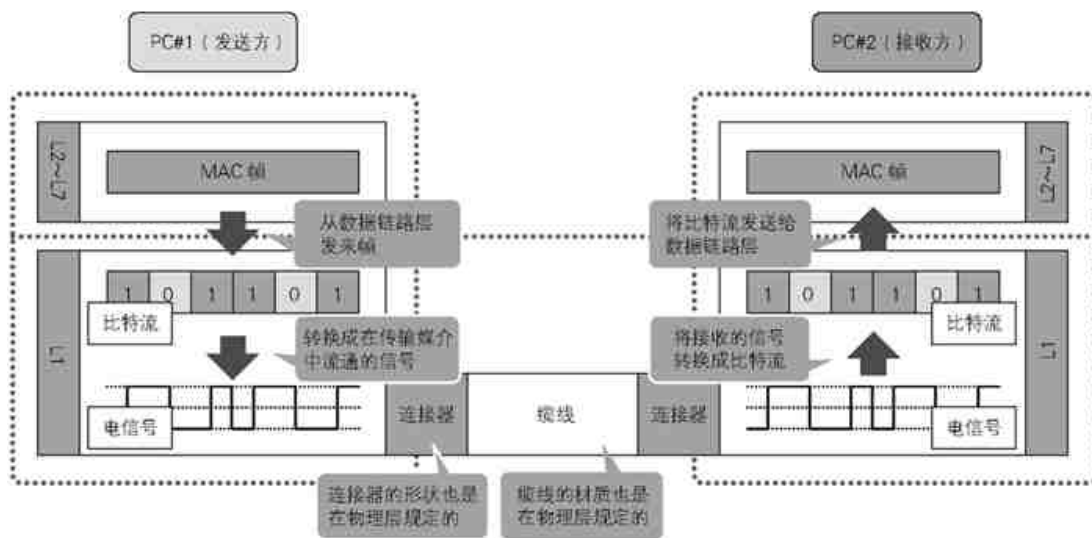 PC#1（发送方）
PC#2（接收方）
L2～L7
MAC 帧
从数据链路层
发来帧
L1
1 0 1 1 0 1
比特流
转换成在传输媒介
中流通的信号
电信号
连接器
缆线
连接器
连接器的形状也是
在物理层规定的
缆线的材质也是
在物理层规定的
MAC 帧
L2～L7
将比特流发送给
数据链路层
1 0 1 1 0 1
比特流
L1
将接收的信号
转换成比特流
电信号